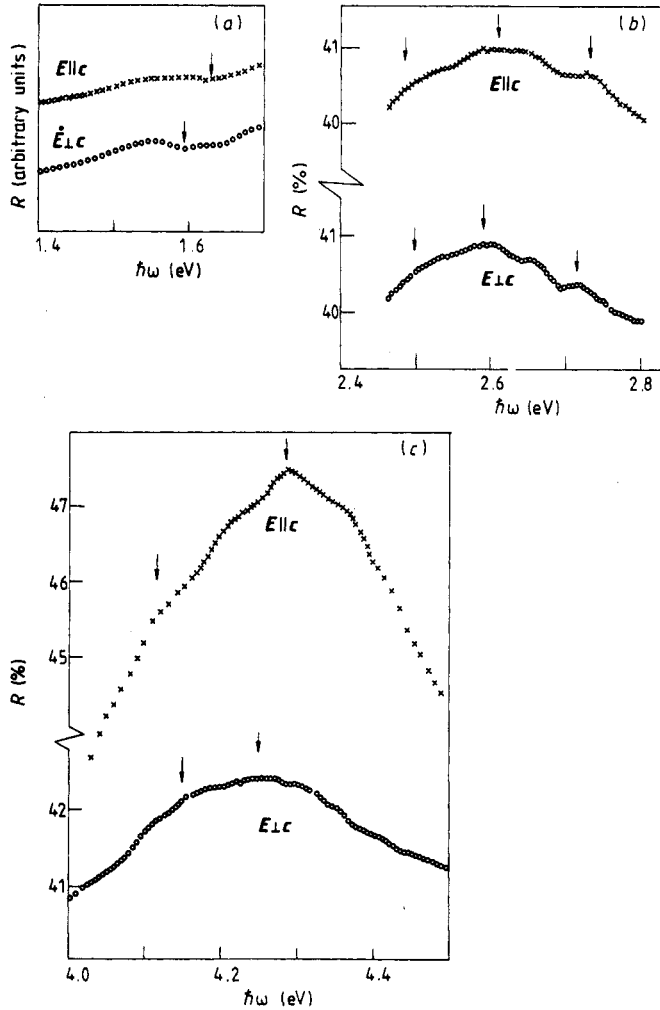 (a)
R (arbitrary units)
E||c
E⊥c
1.4
1.6
ħω (eV)
(b)
R (%)
41
40
E||c
41
40
E⊥c
2.4
2.6
2.8
ħω (eV)
(c)
R (%)
47
46
45
E||c
42
41
E⊥c
4.0
4.2
4.4
ħω (eV)